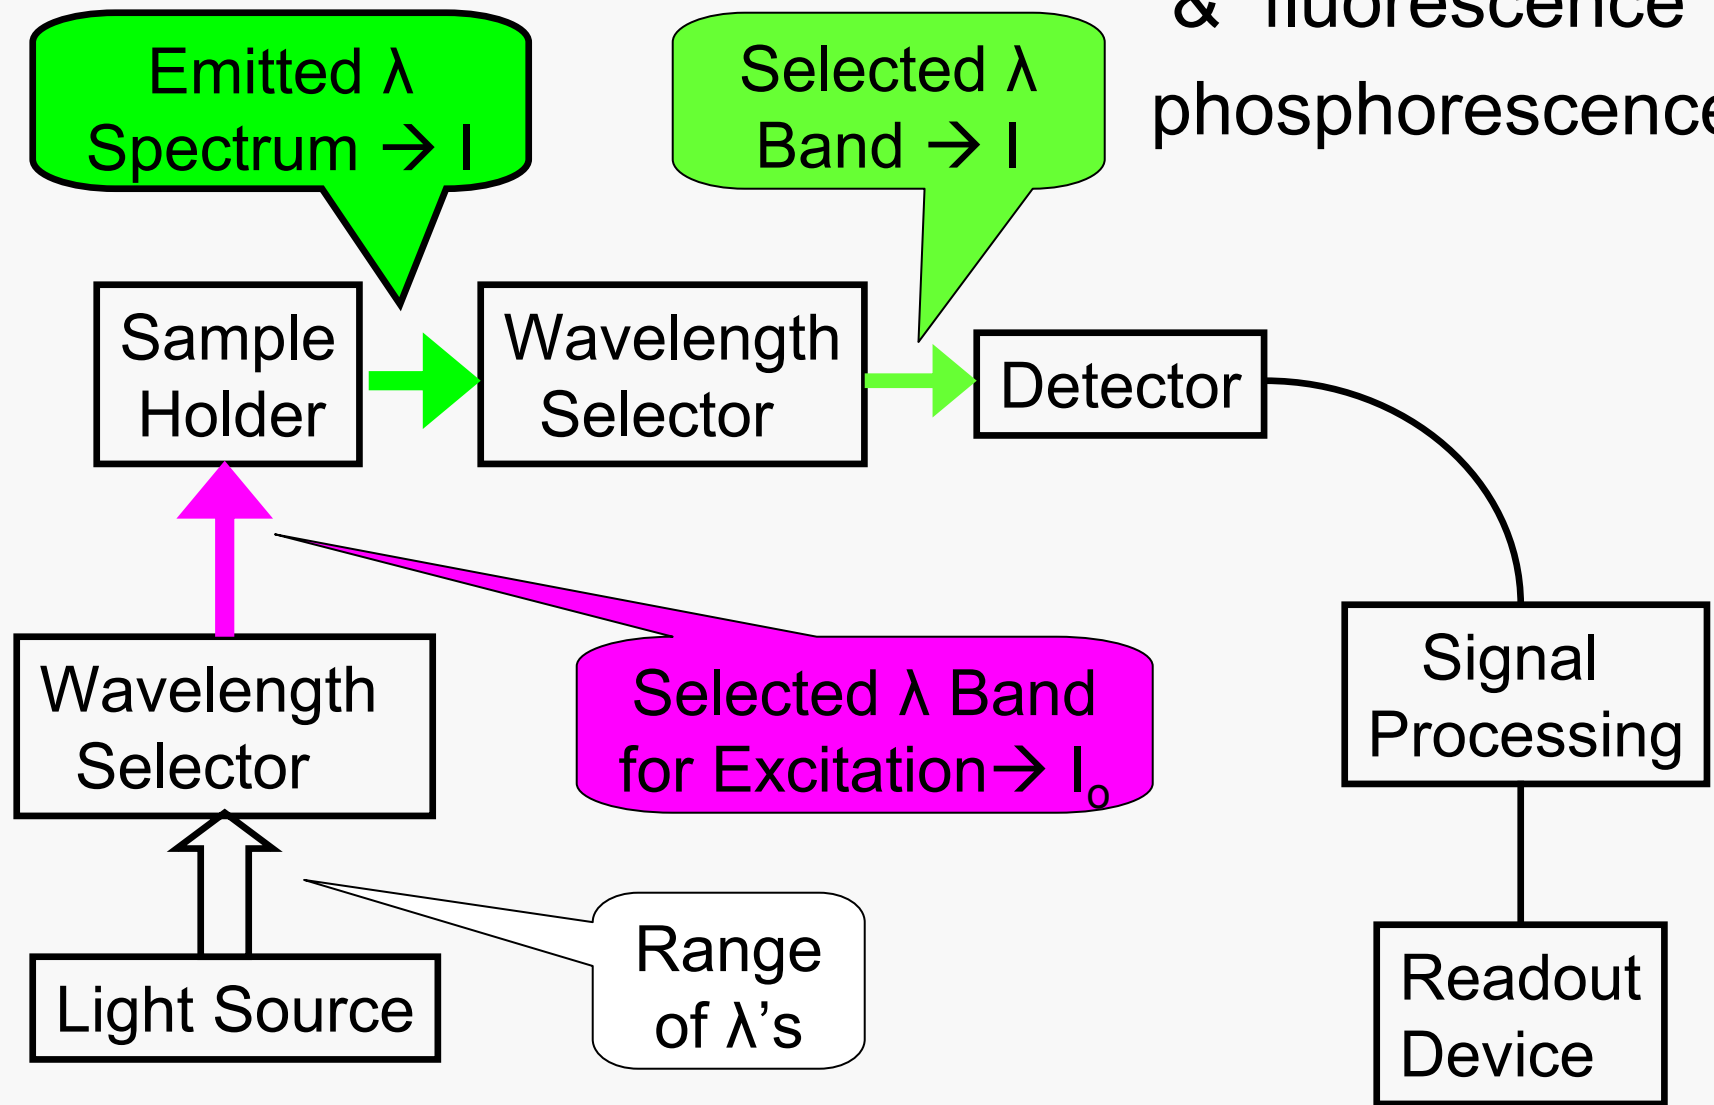 & fluorescence
phosphorescence
Emitted λ
Spectrum → I
Selected λ
Band → I
Sample
Holder
Wavelength
Selector
Detector
Wavelength
Selector
Selected λ Band
for Excitation→ Iₒ
Signal
Processing
Light Source
Range
of λ’s
Readout
Device